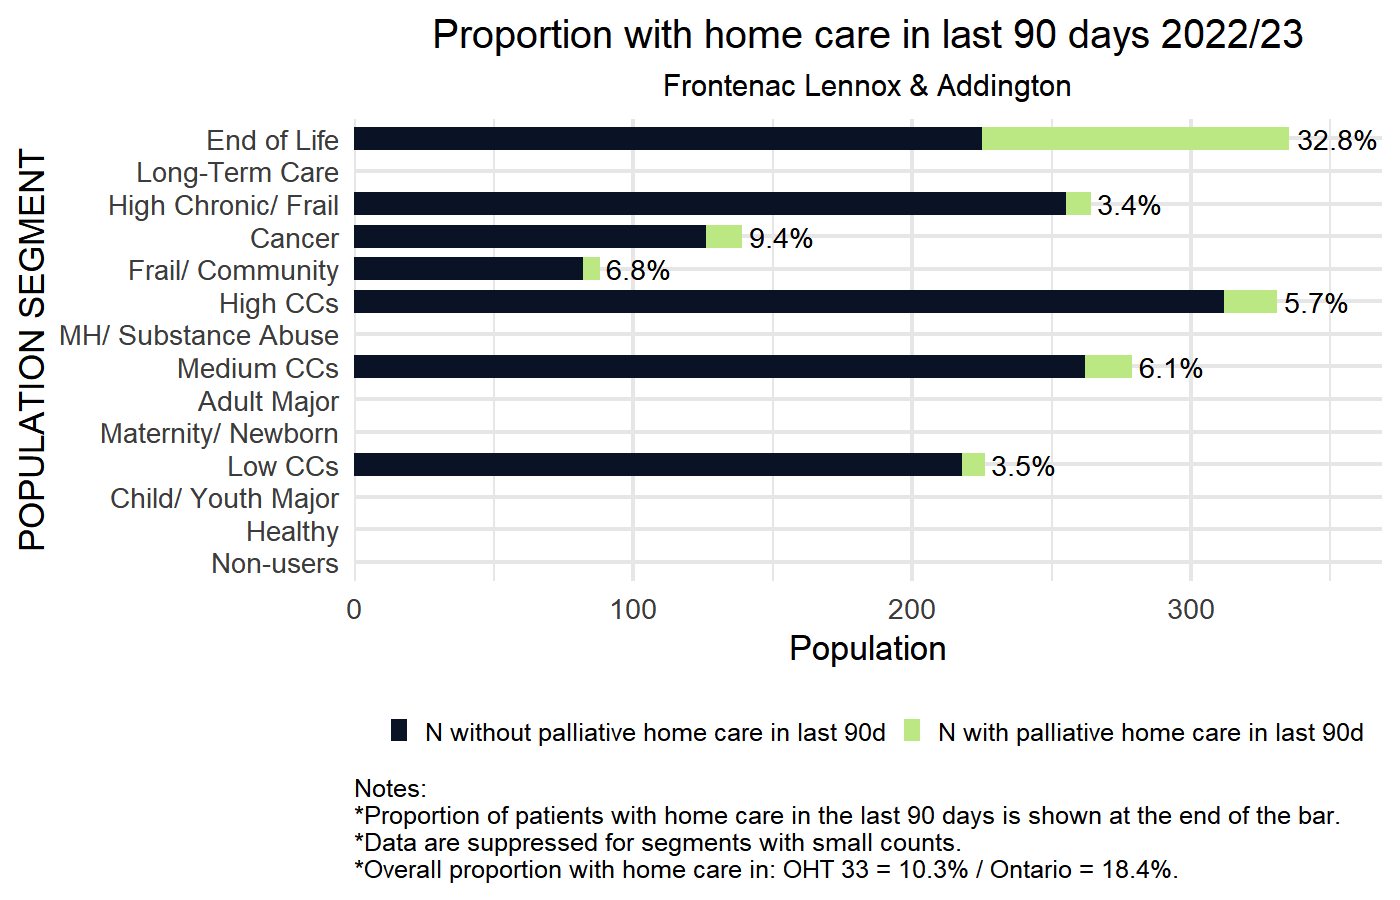 Proportion with home care in last 90 days 2022/23
Frontenac Lennox & Addington
POPULATION SEGMENT
End of Life 32.8%
Long-Term Care
High Chronic/ Frail 3.4%
Cancer 9.4%
Frail/ Community 6.8%
High CCs 5.7%
MH/ Substance Abuse
Medium CCs 6.1%
Adult Major
Maternity/ Newborn
Low CCs 3.5%
Child/ Youth Major
Healthy
Non-users
0 100 200 300
Population
N without palliative home care in last 90d N with palliative home care in last 90d
Notes:
*Proportion of patients with home care in the last 90 days is shown at the end of the bar.
*Data are suppressed for segments with small counts.
*Overall proportion with home care in: OHT 33 = 10.3% / Ontario = 18.4%.